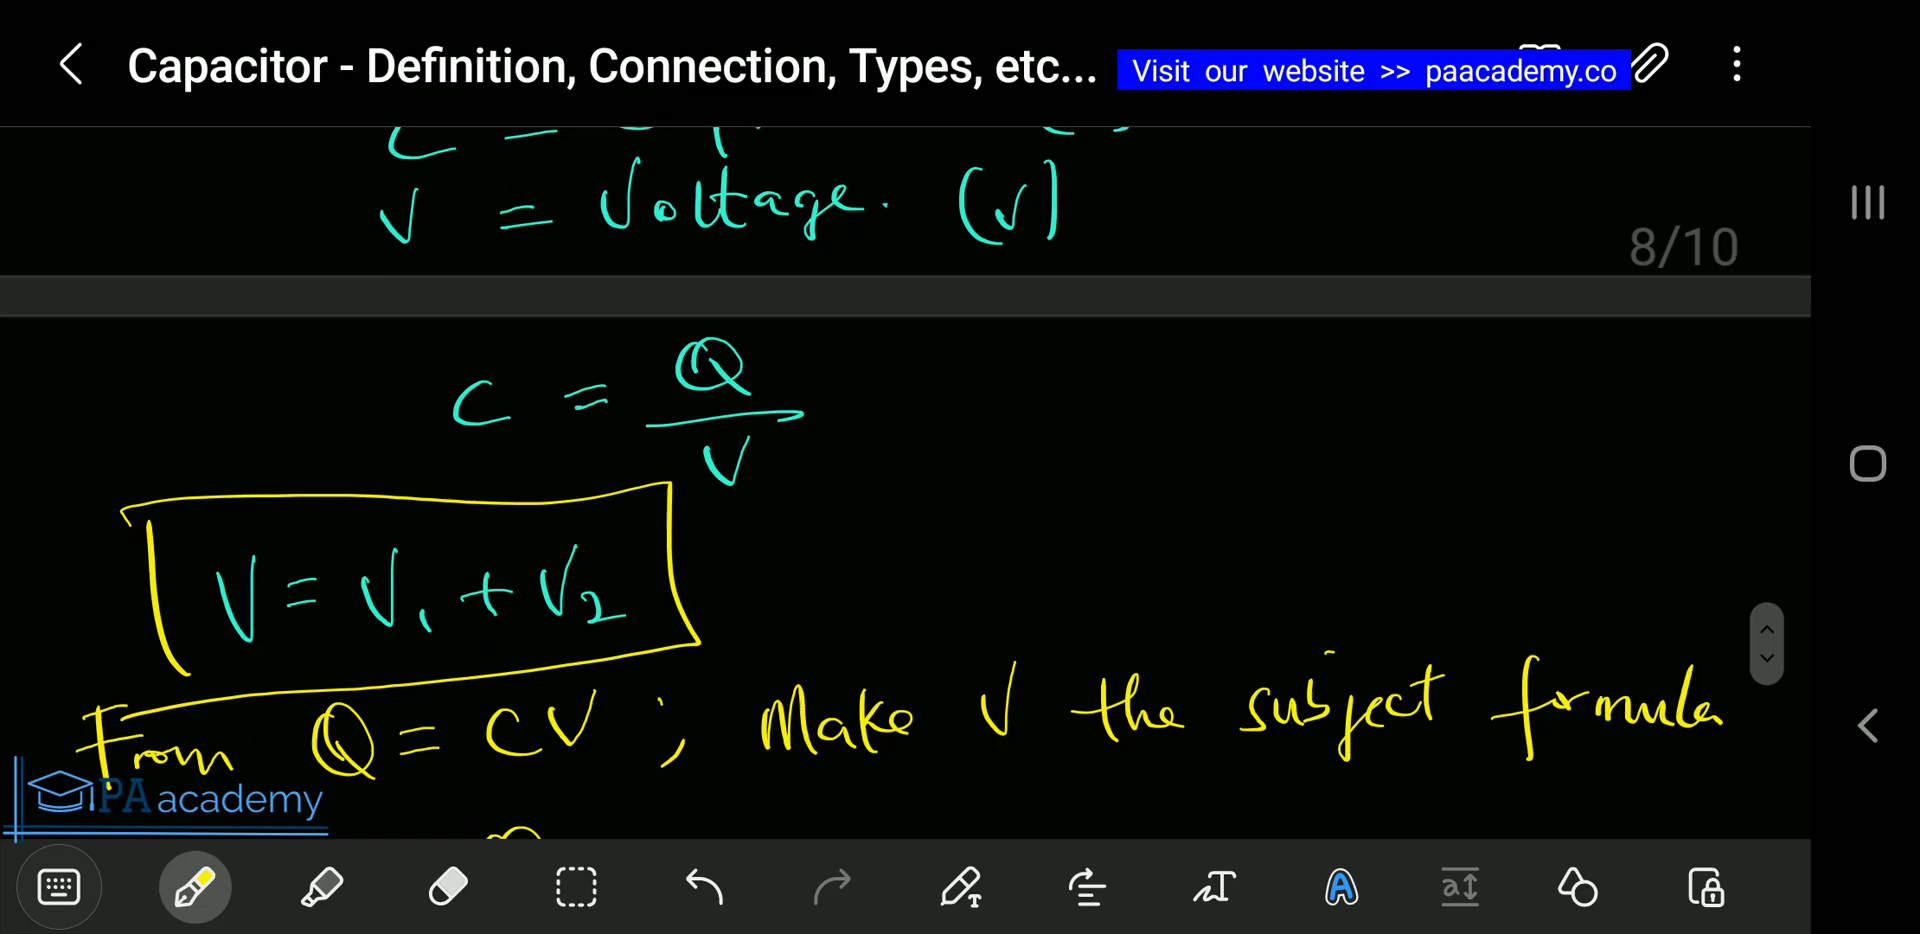 Capacitor - Definition, Connection, Types, etc...
Visit our website >> paacademy.co
V = Voltage. (V)
8/10
C = Q
V
V = V1 + V2
From Q = CV ; Make V the subject formula
PA academy